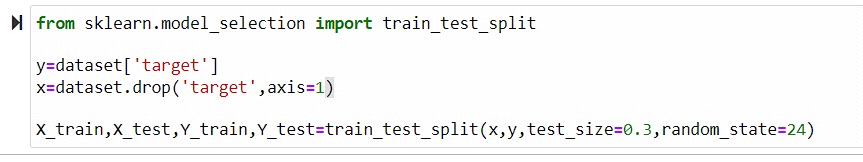 from sklearn.model_selection import train_test_split
y=dataset['target']
x=dataset.drop('target',axis=1)
X_train,X_test,Y_train,Y_test=train_test_split(x,y,test_size=0.3,random_state=24)